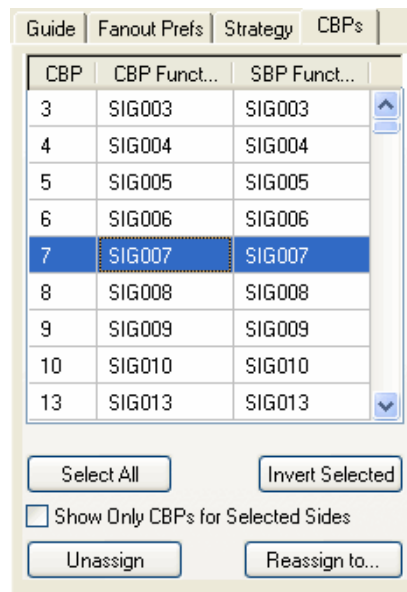 Guide Fanout Prefs Strategy CBPs
CBP CBP Funct... SBP Funct...
3 SIG003 SIG003
4 SIG004 SIG004
5 SIG005 SIG005
6 SIG006 SIG006
7 SIG007 SIG007
8 SIG008 SIG008
9 SIG009 SIG009
10 SIG010 SIG010
13 SIG013 SIG013
Select All Invert Selected
Show Only CBPs for Selected Sides
Unassign Reassign to...